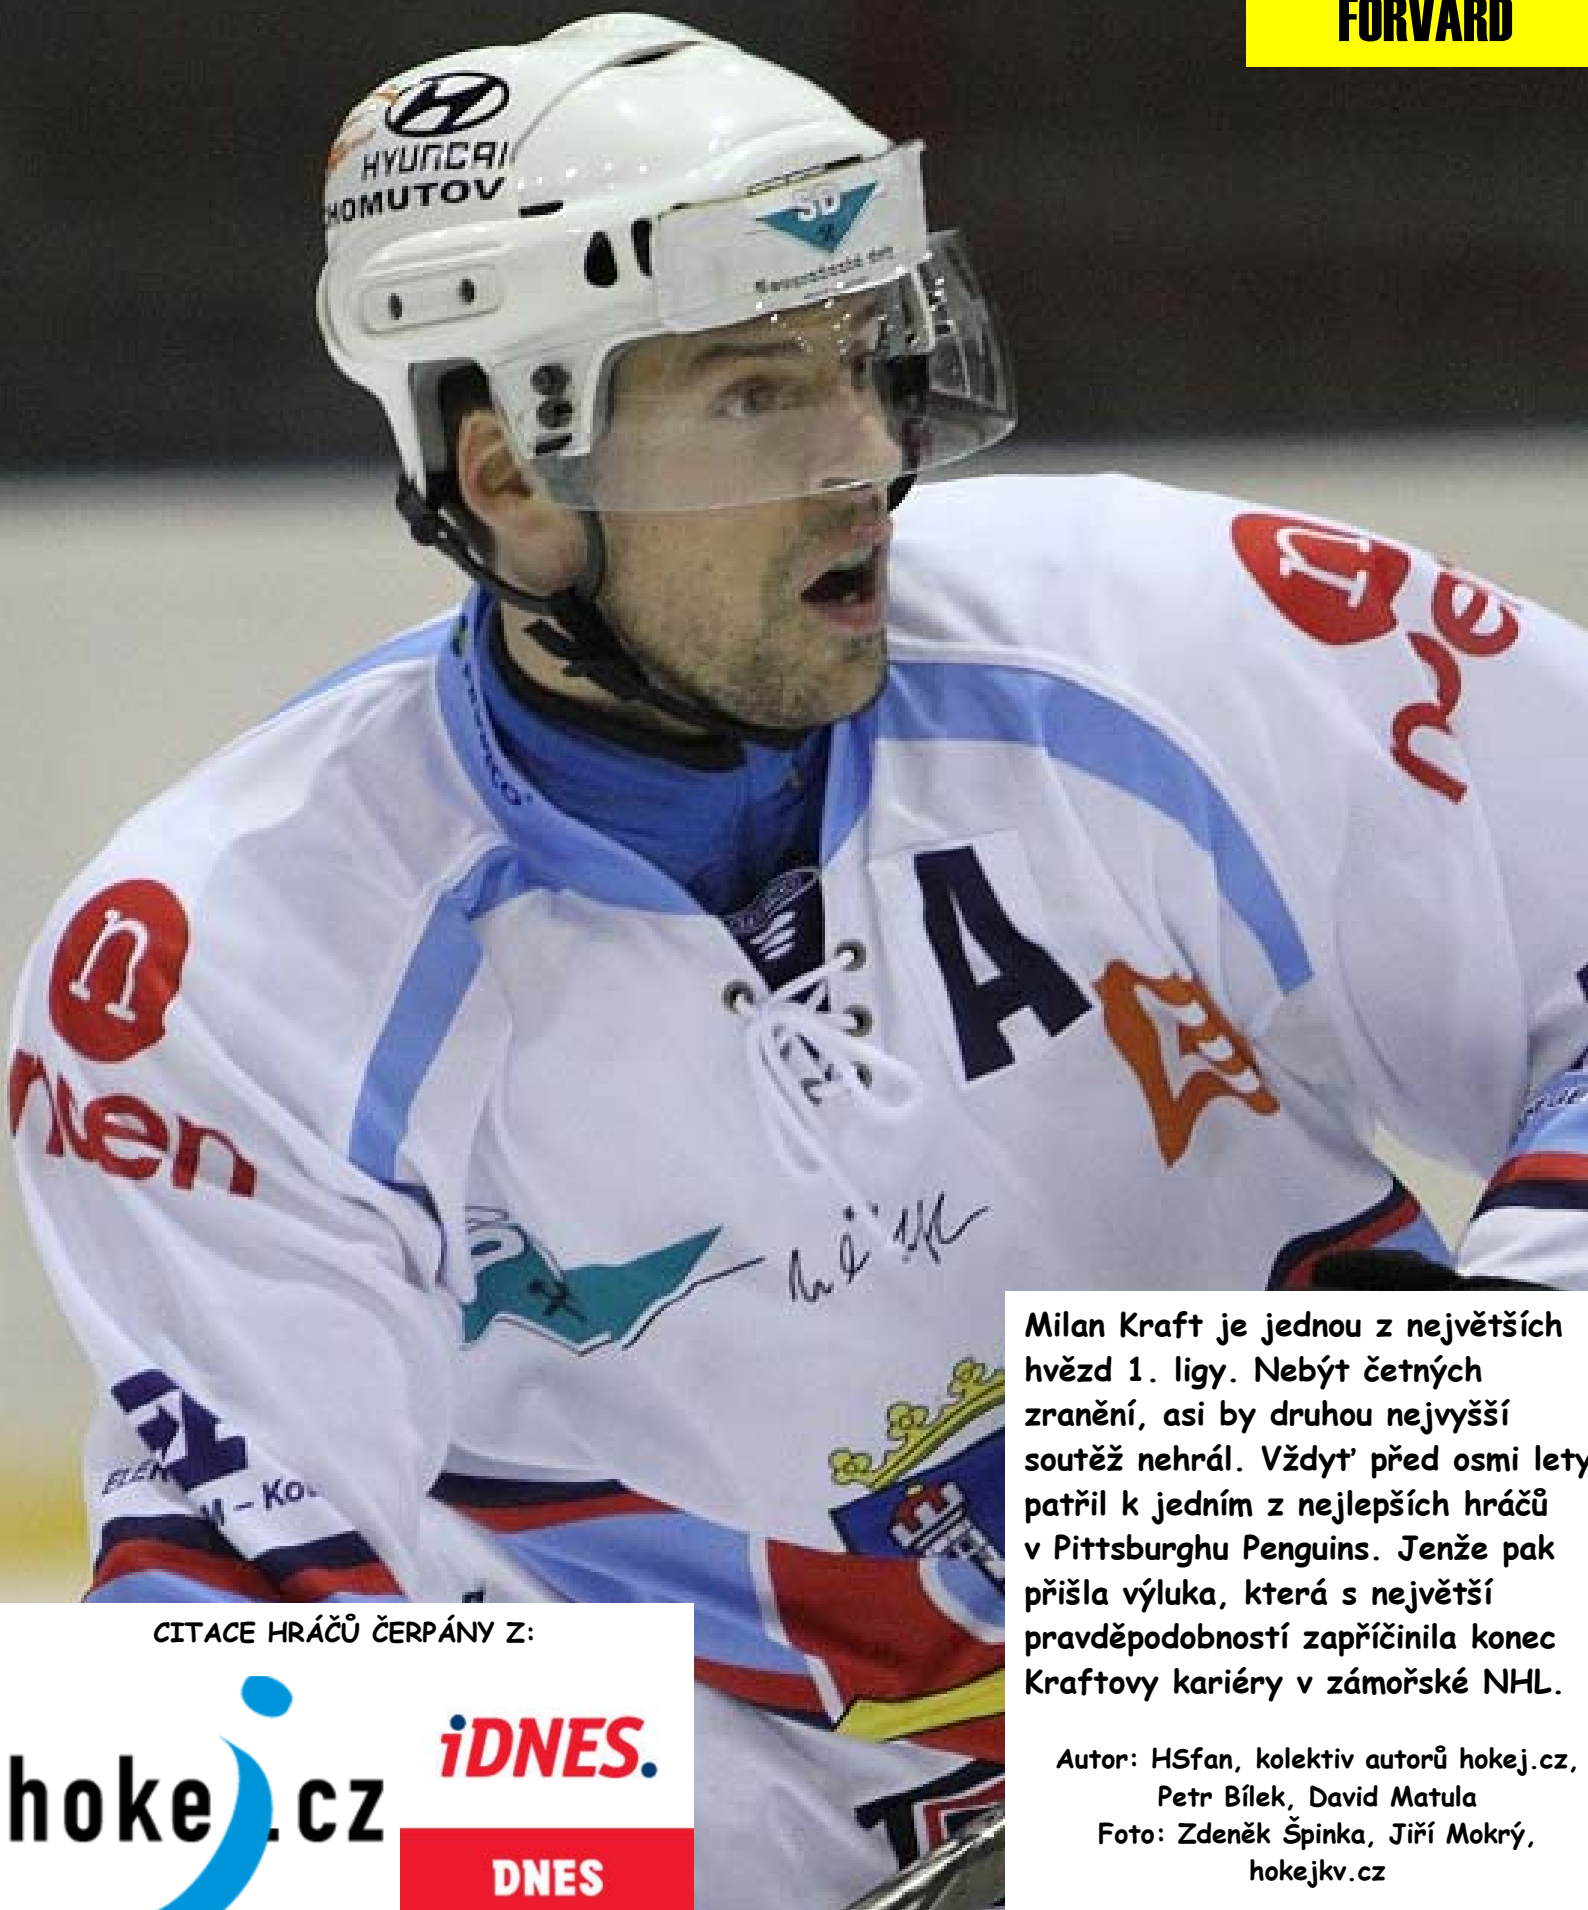 FORVARD
HYUNDAI
HOMUTOV
SD
n
n
A
nsen
Milan Kraft je jednou z největších
hvězd 1. ligy. Nebýt četných
zranění, asi by druhou nejvyšší
soutěž nehrál. Vždyť před osmi lety
patřil k jedním z nejlepších hráčů
v Pittsburghu Penguins. Jenže pak
přišla výluka, která s největší
pravděpodobností zapříčinila konec
Kraftovy kariéry v zámořské NHL.
Autor: HSfan, kolektiv autorů hokej.cz,
Petr Bílek, David Matula
Foto: Zdeněk Špinka, Jiří Mokrý,
hokejkv.cz
CITACE HRÁČŮ ČERPÁNY Z:
hokej.cz
iDNES.
DNES